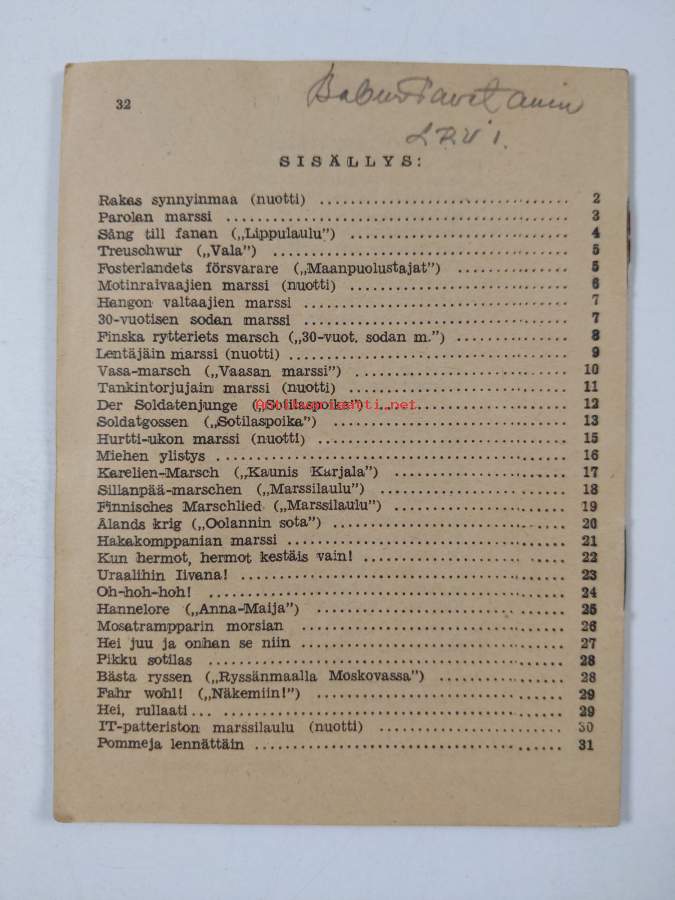 32
SISÄLLYS:
Rakas synnyinmaa (nuotti) 2
Parolan marssi 3
Sång till fanan („Lippulaulu") 4
Treuschwur („Vala") 5
Fosterlandets försvarare („Maanpuolustajat") 5
Motinraivaajien marssi (nuotti) 6
Hangon valtaajien marssi 7
30-vuotisen sodan marssi 7
Finska rytteriets marsch („30-vuot. sodan m.") 8
Lentäjäin marssi (nuotti) 9
Vasa-marsch („Vaasan marssi") 10
Tankintorjujain marssi (nuotti) 11
Der Soldatenjunge („Sotilaspoika") 12
Soldatgossen („Sotilaspoika") 13
Hurtti-ukon marssi (nuotti) 15
Miehen ylistys 16
Karelien-Marsch („Kaunis Karjala") 17
Sillanpää-marschen („Marssilaulu") 18
Finnisches Marschlied („Marssilaulu") 19
Ålands krig („Oolannin sota") 20
Hakakomppanian marssi 21
Kun hermot, hermot kestäis vain! 22
Uraalihin Iivana! 23
Oh-hoh-hoh! 24
Hannelore („Anna-Maija") 25
Mosatrampparin morsian 26
Hei juu ja onhan se niin 27
Pikku sotilas 28
Bästa ryssen („Ryssänmaalla Moskovassa") 28
Fahr wohl! („Näkemiin!") 29
Hei, rullaati... 29
IT-patteriston marssilaulu (nuotti) 30
Pommeja lennättäin 31